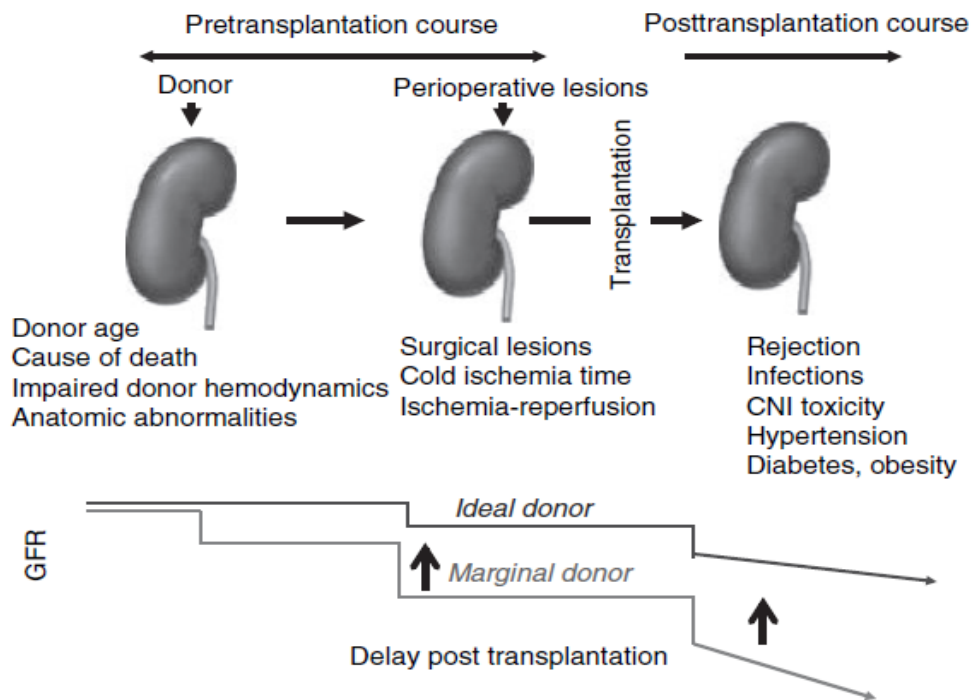 Pretransplantation course
Posttransplantation course
Donor
Perioperative lesions
Transplantation
Donor age
Cause of death
Impaired donor hemodynamics
Anatomic abnormalities
Surgical lesions
Cold ischemia time
Ischemia-reperfusion
Rejection
Infections
CNI toxicity
Hypertension
Diabetes, obesity
GFR
Ideal donor
Marginal donor
Delay post transplantation